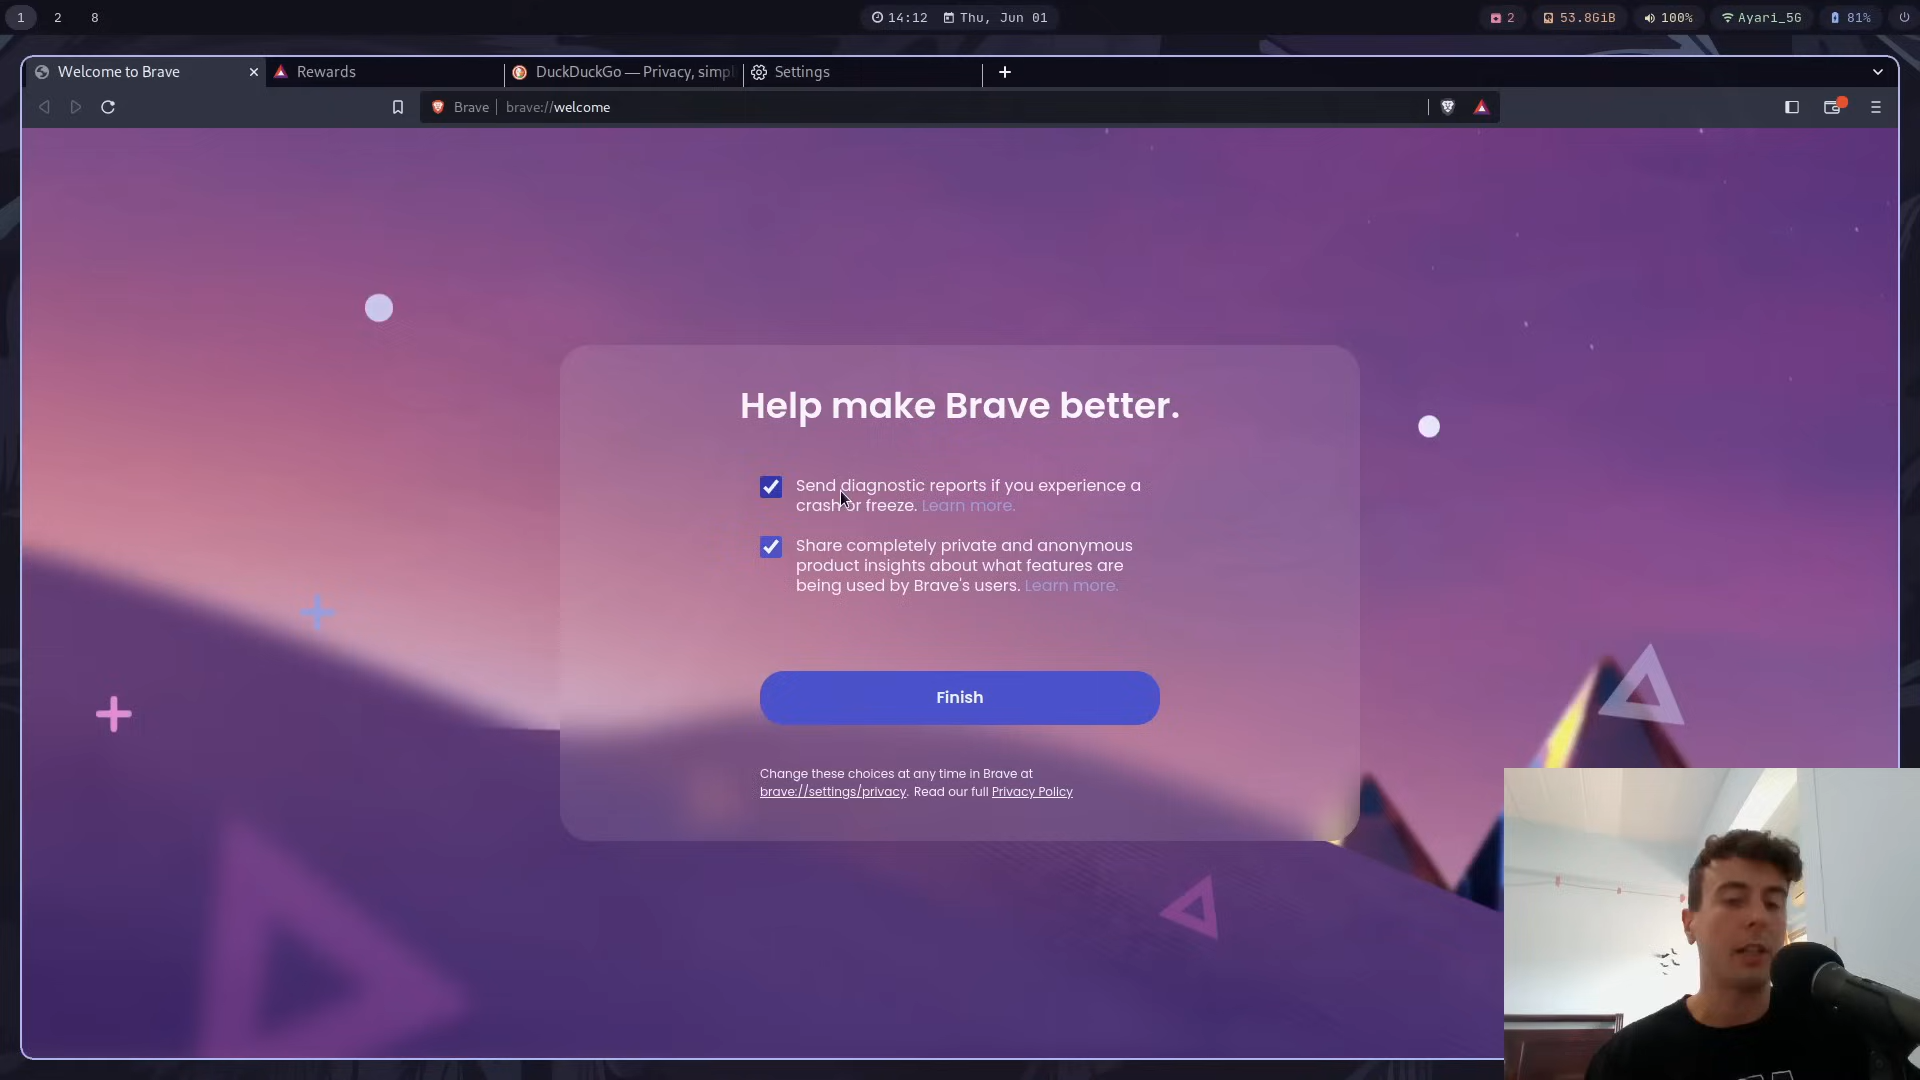 1 2 8
14:12 Thu, Jun 01
2 53.8GiB 100% Ayari_5G 81%
Welcome to Brave
Rewards
DuckDuckGo — Privacy, simpl
Settings
Brave brave://welcome
Help make Brave better.
Send diagnostic reports if you experience a
crash or freeze. Learn more.
Share completely private and anonymous
product insights about what features are
being used by Brave's users. Learn more.
Finish
Change these choices at any time in Brave at
brave://settings/privacy. Read our full Privacy Policy